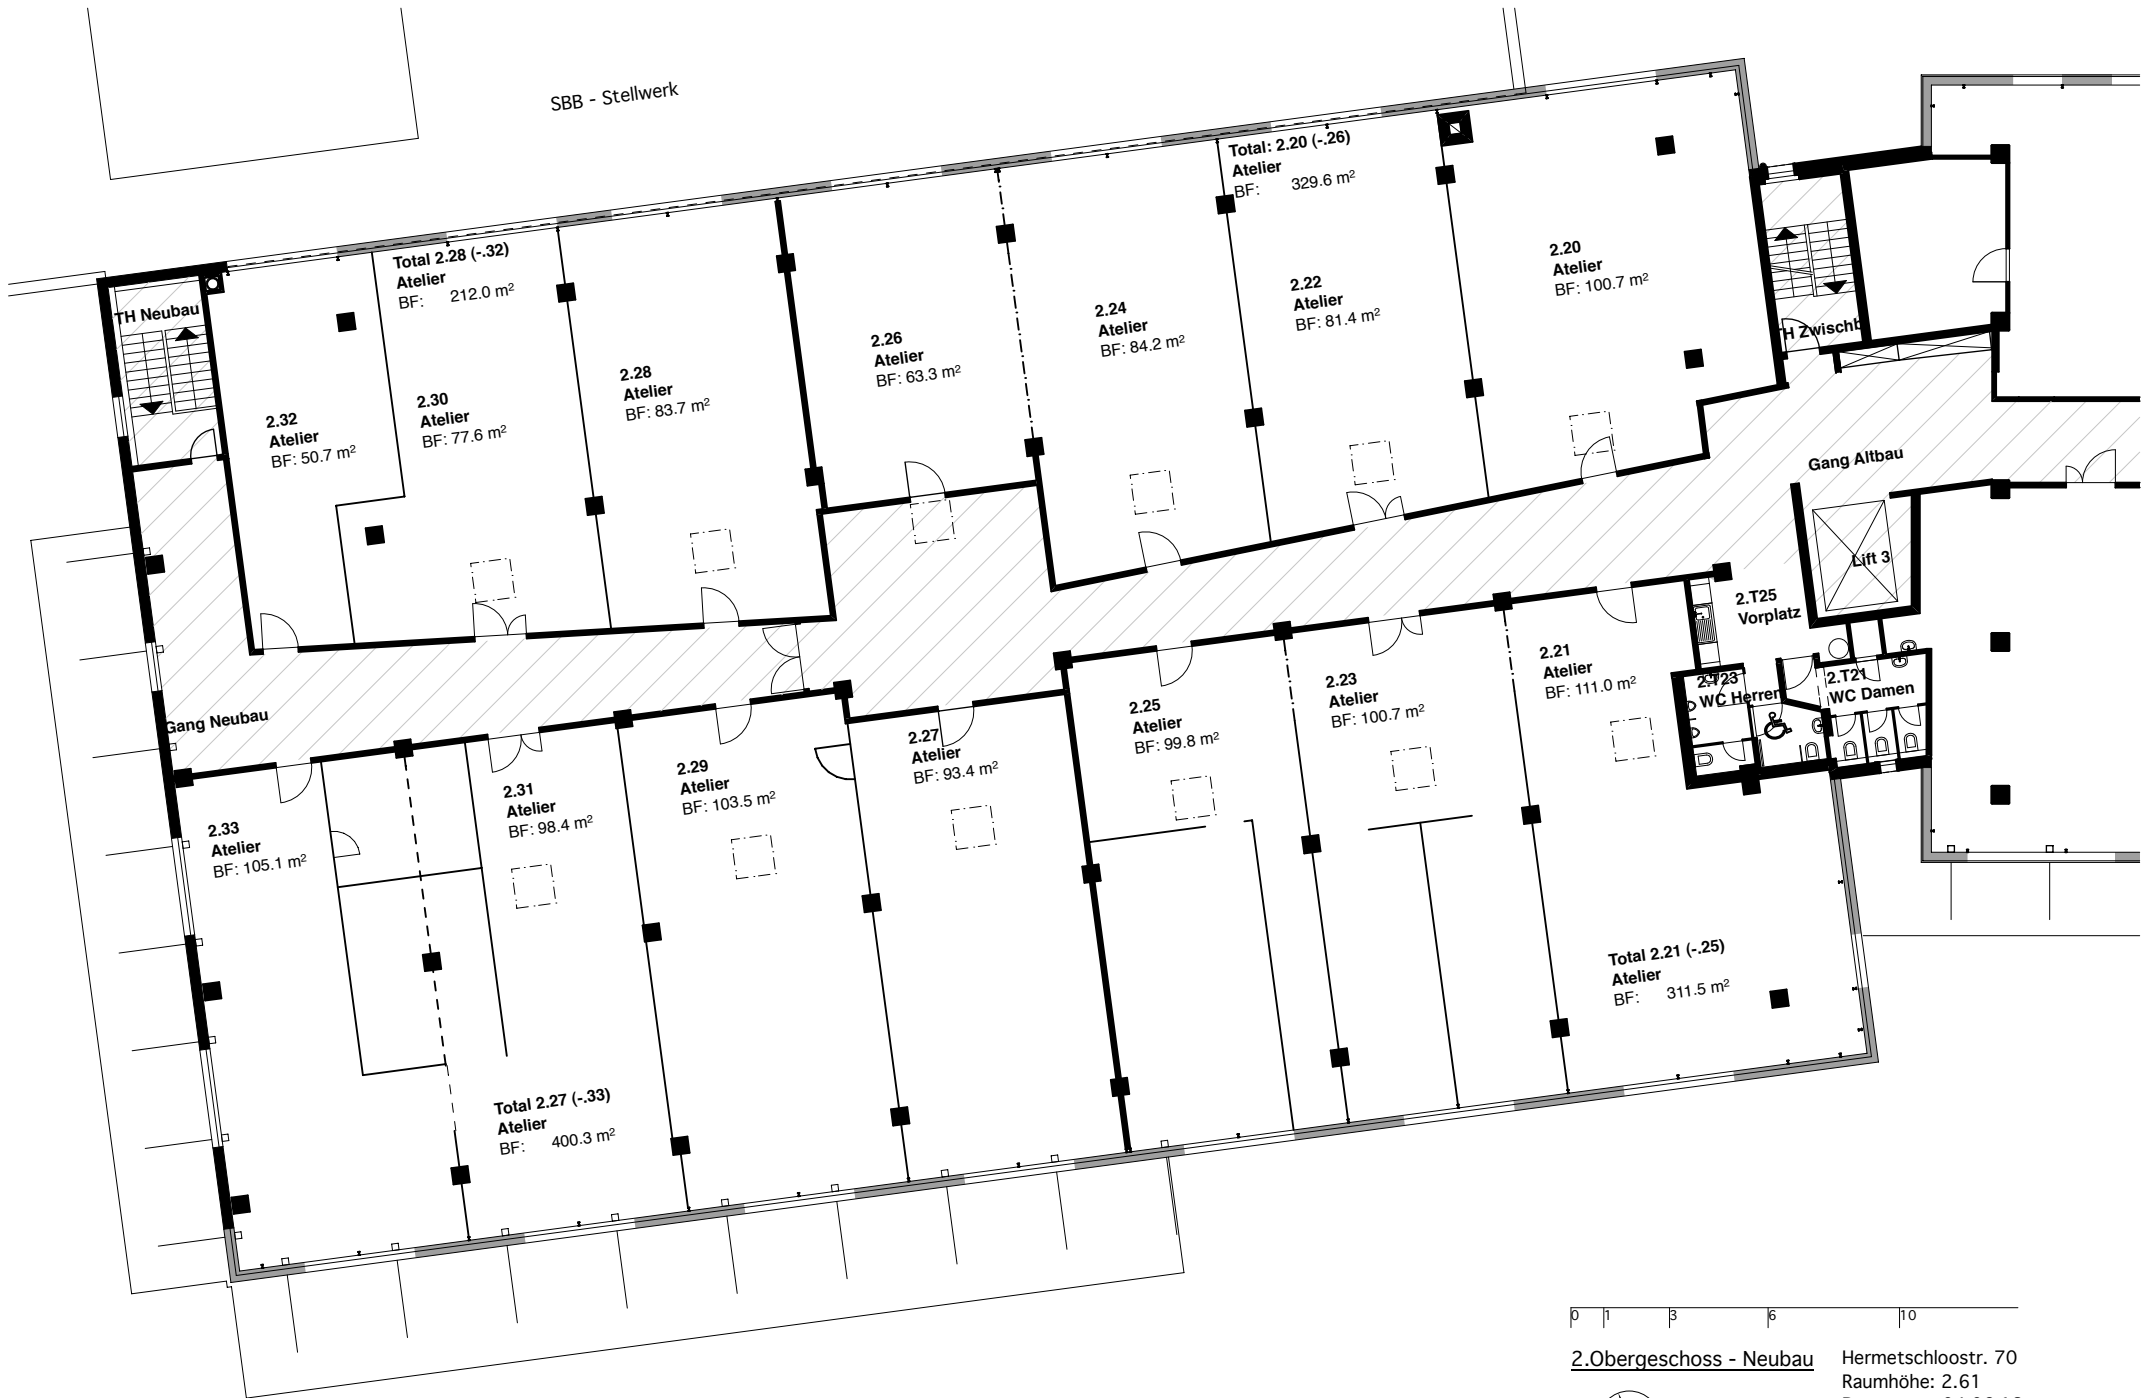 SBB - Stellwerk
Total: 2.20 (-.26)
Atelier
BF: 329.6 m²
2.20
Atelier
BF: 100.7 m²
2.22
Atelier
BF: 81.4 m²
2.24
Atelier
BF: 84.2 m²
2.26
Atelier
BF: 63.3 m²
Total 2.28 (-.32)
Atelier
BF: 212.0 m²
2.28
Atelier
BF: 83.7 m²
2.30
Atelier
BF: 77.6 m²
2.32
Atelier
BF: 50.7 m²
TH Neubau
TH Zwischb
Gang Altbau
Lift 3
2.T25
Vorplatz
2.T23
WC Herren
2.T21
WC Damen
Gang Neubau
2.21
Atelier
BF: 111.0 m²
2.23
Atelier
BF: 100.7 m²
2.25
Atelier
BF: 99.8 m²
2.27
Atelier
BF: 93.4 m²
2.29
Atelier
BF: 103.5 m²
2.31
Atelier
BF: 98.4 m²
2.33
Atelier
BF: 105.1 m²
Total 2.21 (-.25)
Atelier
BF: 311.5 m²
Total 2.27 (-.33)
Atelier
BF: 400.3 m²
0 1 3 6 10
2.Obergeschoss - Neubau
Hermetschloostr. 70
Raumhöhe: 2.61